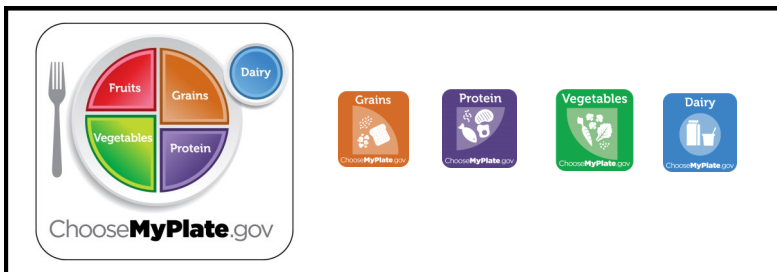 Fruits
Grains
Dairy
Vegetables
Protein
ChooseMyPlate.gov
Grains
ChooseMyPlate.gov
Protein
ChooseMyPlate.gov
Vegetables
ChooseMyPlate.gov
Dairy
ChooseMyPlate.gov